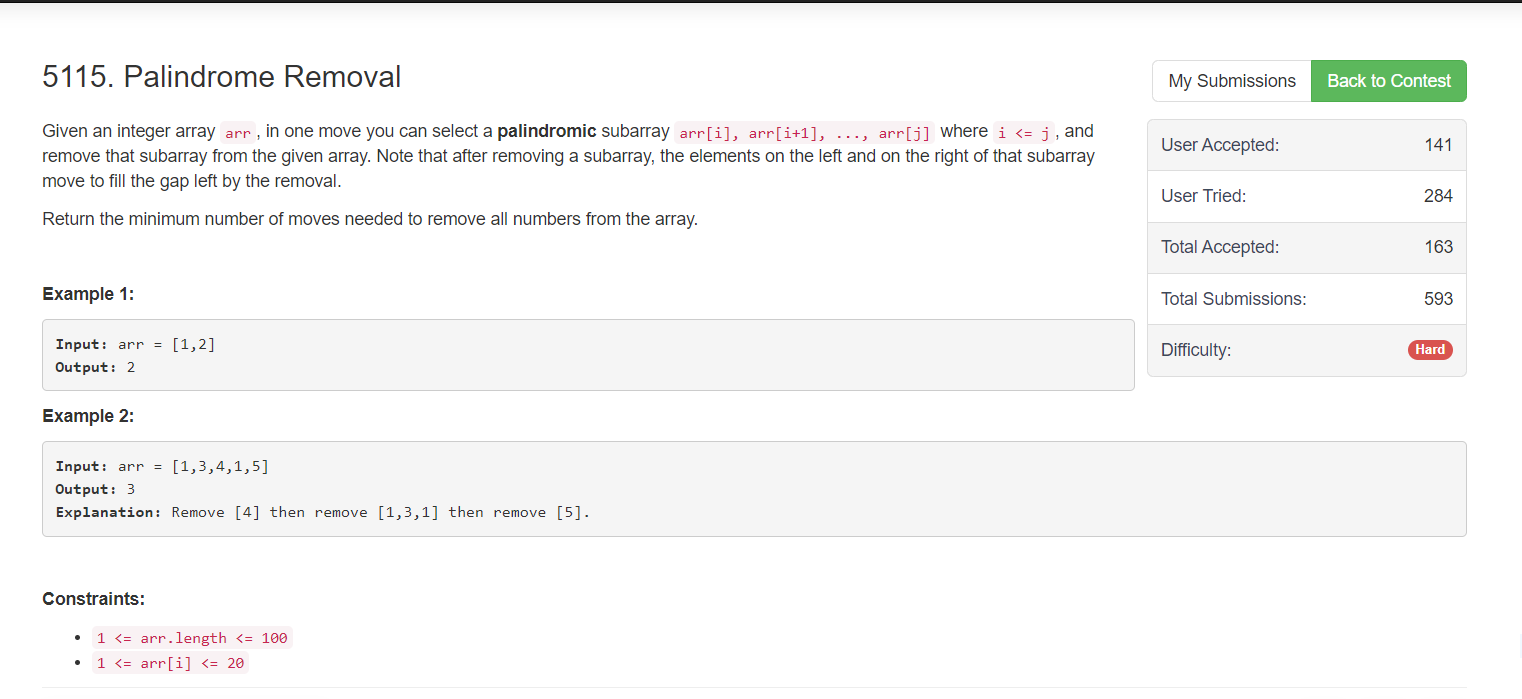 5115. Palindrome Removal
My Submissions
Back to Contest
Given an integer array arr, in one move you can select a palindromic subarray arr[i], arr[i+1], ..., arr[j] where i <= j, and
remove that subarray from the given array. Note that after removing a subarray, the elements on the left and on the right of that subarray
move to fill the gap left by the removal.
Return the minimum number of moves needed to remove all numbers from the array.
User Accepted: 141
User Tried: 284
Total Accepted: 163
Total Submissions: 593
Difficulty: Hard
Example 1:
Input: arr = [1,2]
Output: 2
Example 2:
Input: arr = [1,3,4,1,5]
Output: 3
Explanation: Remove [4] then remove [1,3,1] then remove [5].
Constraints:
• 1 <= arr.length <= 100
• 1 <= arr[i] <= 20